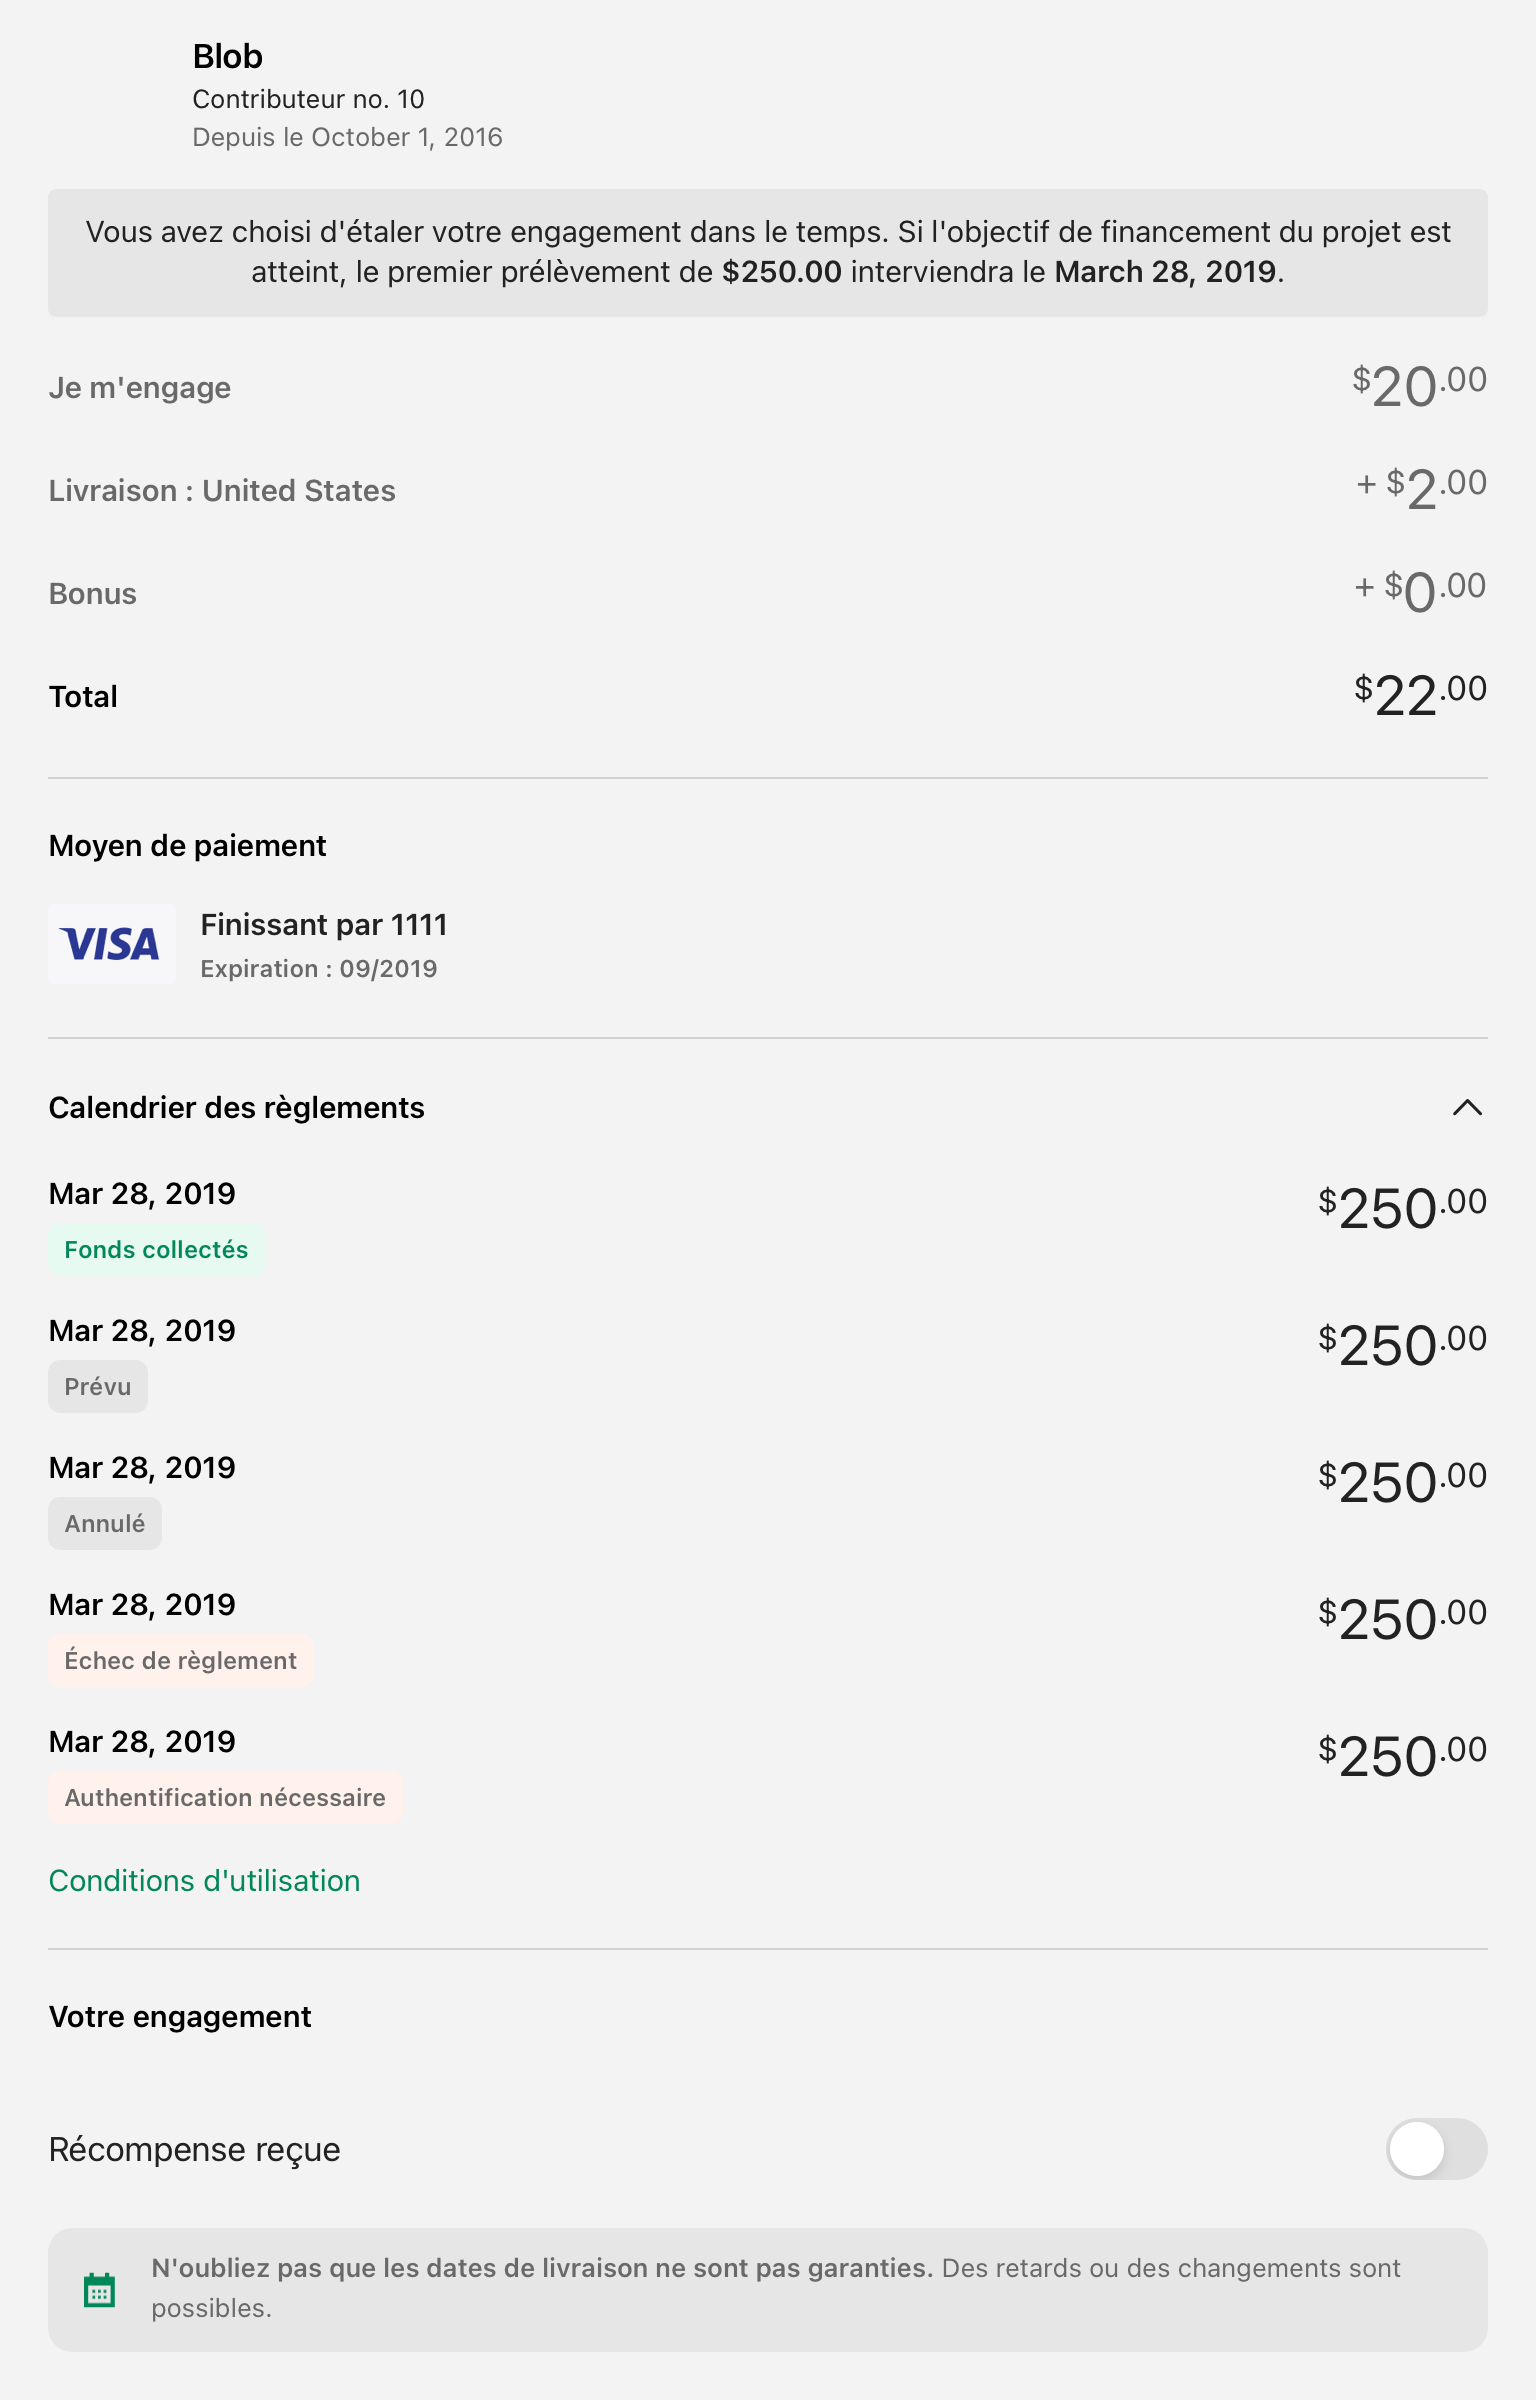 Blob
Contributeur no. 10
Depuis le October 1, 2016
Vous avez choisi d'étaler votre engagement dans le temps. Si l'objectif de financement du projet est
atteint, le premier prélèvement de $250.00 interviendra le March 28, 2019.
Je m'engage $20.00
Livraison : United States + $2.00
Bonus + $0.00
Total $22.00
Moyen de paiement
VISA
Finissant par 1111
Expiration : 09/2019
Calendrier des règlements
Mar 28, 2019 $250.00
Fonds collectés
Mar 28, 2019 $250.00
Prévu
Mar 28, 2019 $250.00
Annulé
Mar 28, 2019 $250.00
Échec de règlement
Mar 28, 2019 $250.00
Authentification nécessaire
Conditions d'utilisation
Votre engagement
Récompense reçue
N'oubliez pas que les dates de livraison ne sont pas garanties. Des retards ou des changements sont
possibles.